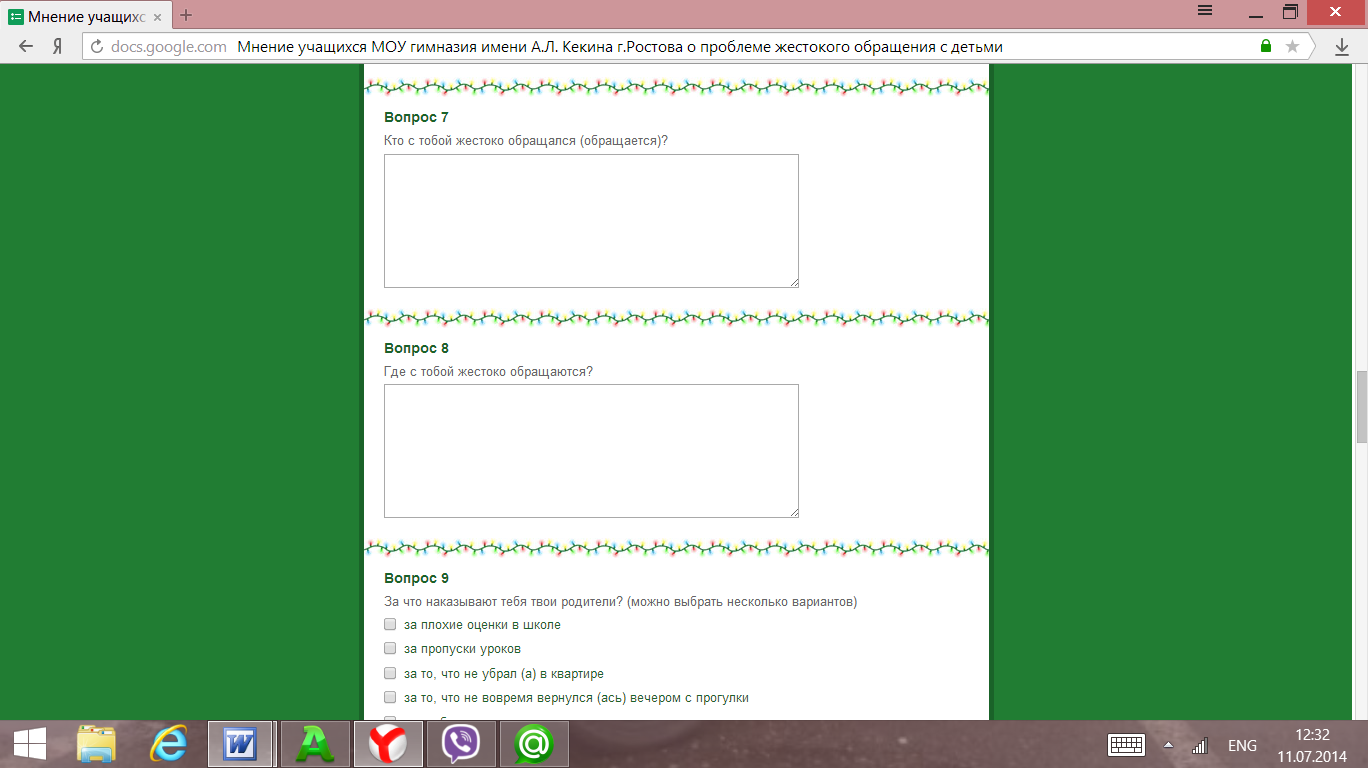 Мнение учащихс
docs.google.com Мнение учащихся МОУ гимназия имени А.Л. Кекина г.Ростова о проблеме жестокого обращения с детьми
Вопрос 7
Кто с тобой жестоко обращался (обращается)?
Вопрос 8
Где с тобой жестоко обращаются?
Вопрос 9
За что наказывают тебя твои родители? (можно выбрать несколько вариантов)
за плохие оценки в школе
за пропуски уроков
за то, что не убрал (а) в квартире
за то, что не вовремя вернулся (ась) вечером с прогулки
ENG
12:32
11.07.2014